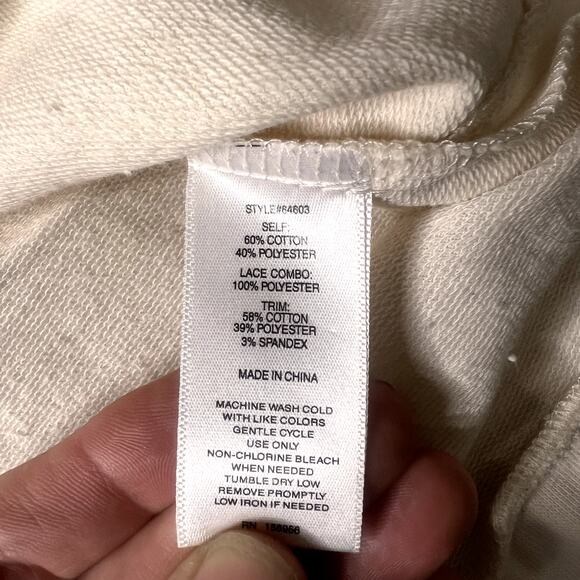 STYLE#64603
SELF:
60% COTTON
40% POLYESTER
LACE COMBO:
100% POLYESTER
TRIM:
58% COTTON
39% POLYESTER
3% SPANDEX
MADE IN CHINA
MACHINE WASH COLD
WITH LIKE COLORS
GENTLE CYCLE
USE ONLY
NON-CHLORINE BLEACH
WHEN NEEDED
TUMBLE DRY LOW
REMOVE PROMPTLY
LOW IRON IF NEEDED
RN